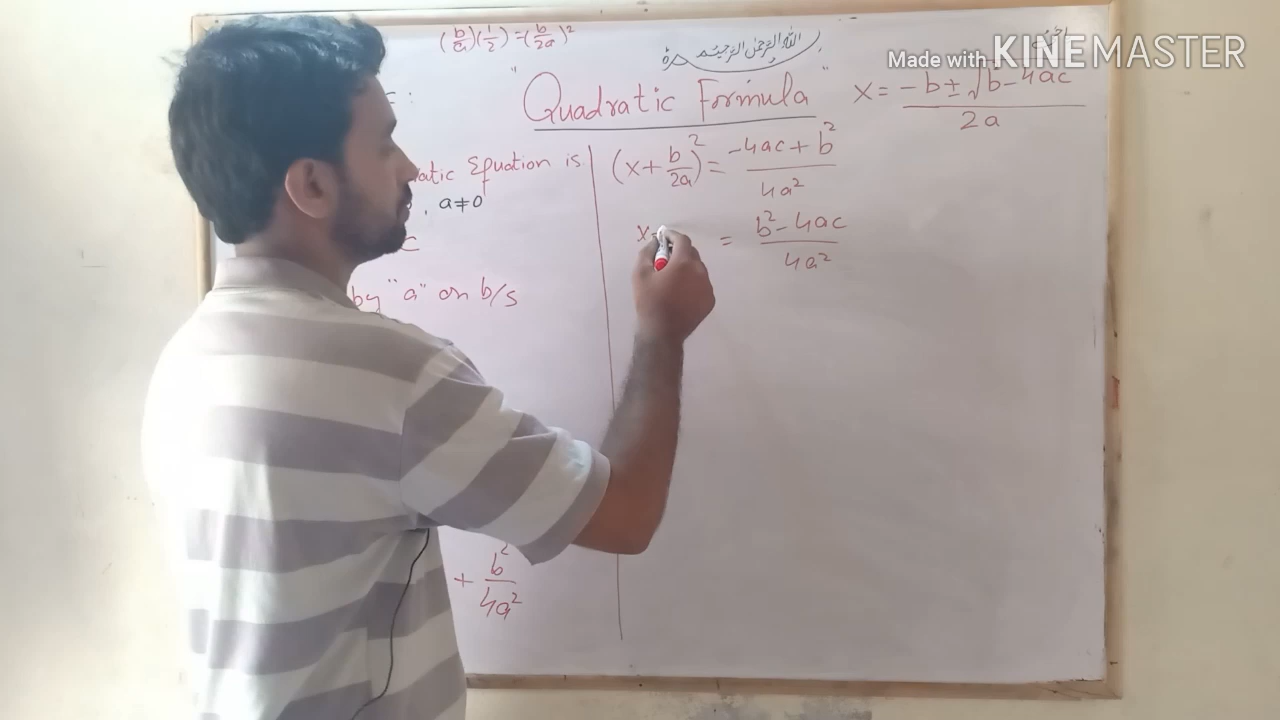 (b/a)(1/2) = (b/2a)²
Made with KINEMASTER
" Quadratic Formula "
x = -b ± √b - 4ac / 2a
Equation is
, a ≠ 0
c
by "a" on b/s
+ b²/4a²
(x + b/2a)² = -4ac + b² / 4a²
x = b² - 4ac / 4a²